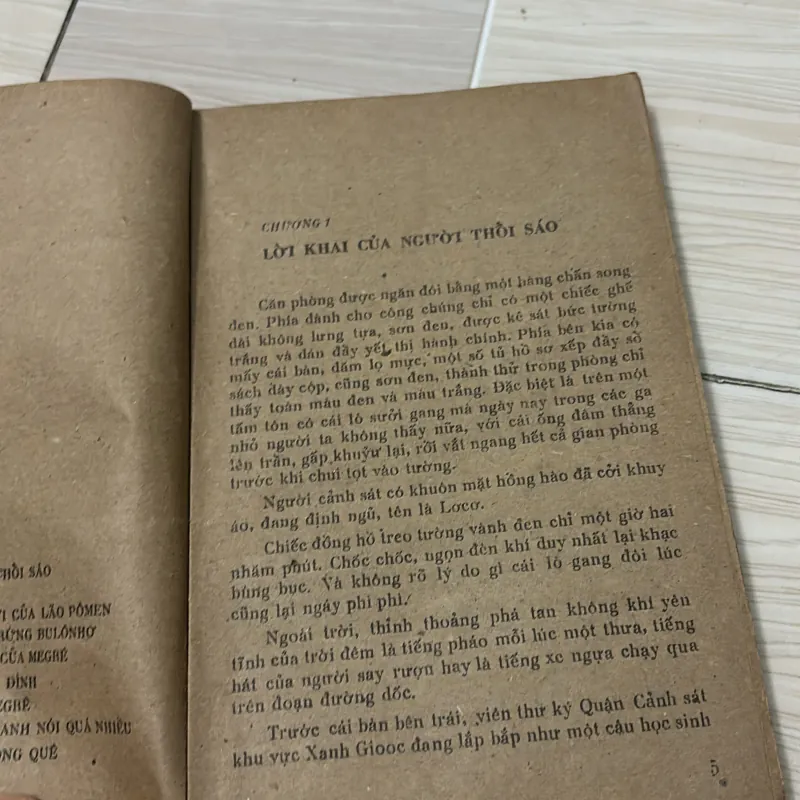 THỔI SÁO
I CỦA LÃO PÔMEN
RỪNG BULÔNHƠ
CỦA MEGRÊ
ĐÌNH
EGRÊ
ANH NÓI QUÁ NHIỀU
ỒNG QUÊ
CHƯƠNG 1
LỜI KHAI CỦA NGƯỜI THỔI SÁO
Căn phòng được ngăn đôi bằng một hàng chấn song
đen. Phía dành cho công chúng chỉ có một chiếc ghế
dài không lưng tựa, sơn đen, được kê sát bức tường
trắng và dán đầy yết thị hành chính. Phía bên kia có
mấy cái bàn, dăm lọ mực, một số tủ hồ sơ xếp đầy sổ
sách dày cộp, cũng sơn đen, thành thử trong phòng chỉ
thấy toàn màu đen và màu trắng. Đặc biệt là trên một
tấm tôn có cái lò sưởi gang mà ngày nay trong các ga
nhỏ người ta không thấy nữa, với cái ống đâm thẳng
lên trần, gấp khuỷu lại, rồi vắt ngang hết cả gian phòng
trước khi chui tọt vào tường.
Người cảnh sát có khuôn mặt hồng hào đã cởi khuy
áo, đang định ngủ, tên là Lơcơ.
Chiếc đồng hồ treo tường vành đen chỉ một giờ hai
nhăm phút. Chốc chốc, ngọn đèn khí duy nhất lại khạc
bùng bục. Và không rõ lý do gì cái lò gang đôi lúc
cũng lại ngáy phì phì.
Ngoài trời, thỉnh thoảng phá tan không khí yên
tĩnh của trời đêm là tiếng pháo mỗi lúc một thưa, tiếng
hát của người say rượu hay là tiếng xe ngựa chạy qua
trên đoạn đường dốc.
Trước cái bàn bên trái, viên thư ký Quận Cảnh sát
khu vực Xanh Giooc đang lắp bắp như một cậu học sinh
5